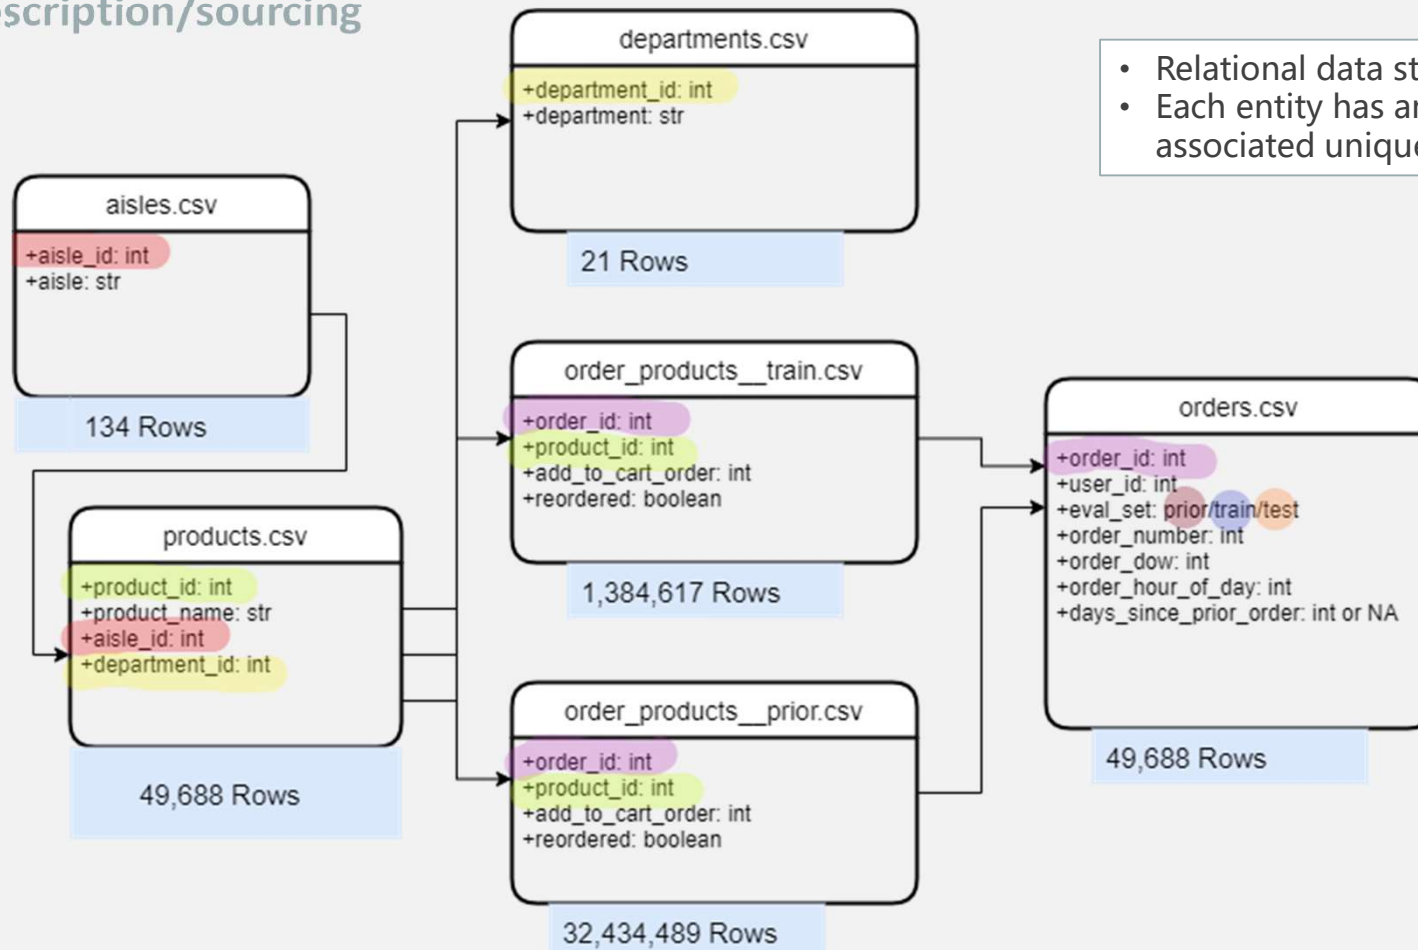 scription/sourcing
departments.csv
+department_id: int
+department: str
21 Rows
Relational data
Each entity has
associated
aisles.csv
+aisle_id: int
+aisle: str
134 Rows
order_products__train.csv
+order_id: int
+product_id: int
+add_to_cart_order: int
+reordered: boolean
1,384,617 Rows
orders.csv
+order_id: int
+user_id: int
+eval_set: prior/train/test
+order_number: int
+order_dow: int
+order_hour_of_day: int
+days_since_prior_order: int or NA
49,688 Rows
products.csv
+product_id: int
+product_name: str
+aisle_id: int
+department_id: int
49,688 Rows
order_products__prior.csv
+order_id: int
+product_id: int
+add_to_cart_order: int
+reordered: boolean
32,434,489 Rows